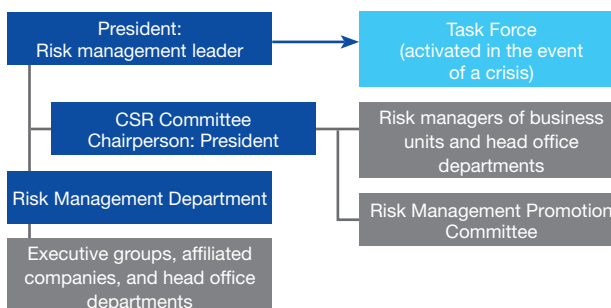 President:
Risk management leader
Task Force
(activated in the event
of a crisis)
CSR Committee
Chairperson: President
Risk managers of business
units and head office
departments
Risk Management Department
Risk Management Promotion
Committee
Executive groups, affiliated
companies, and head office
departments